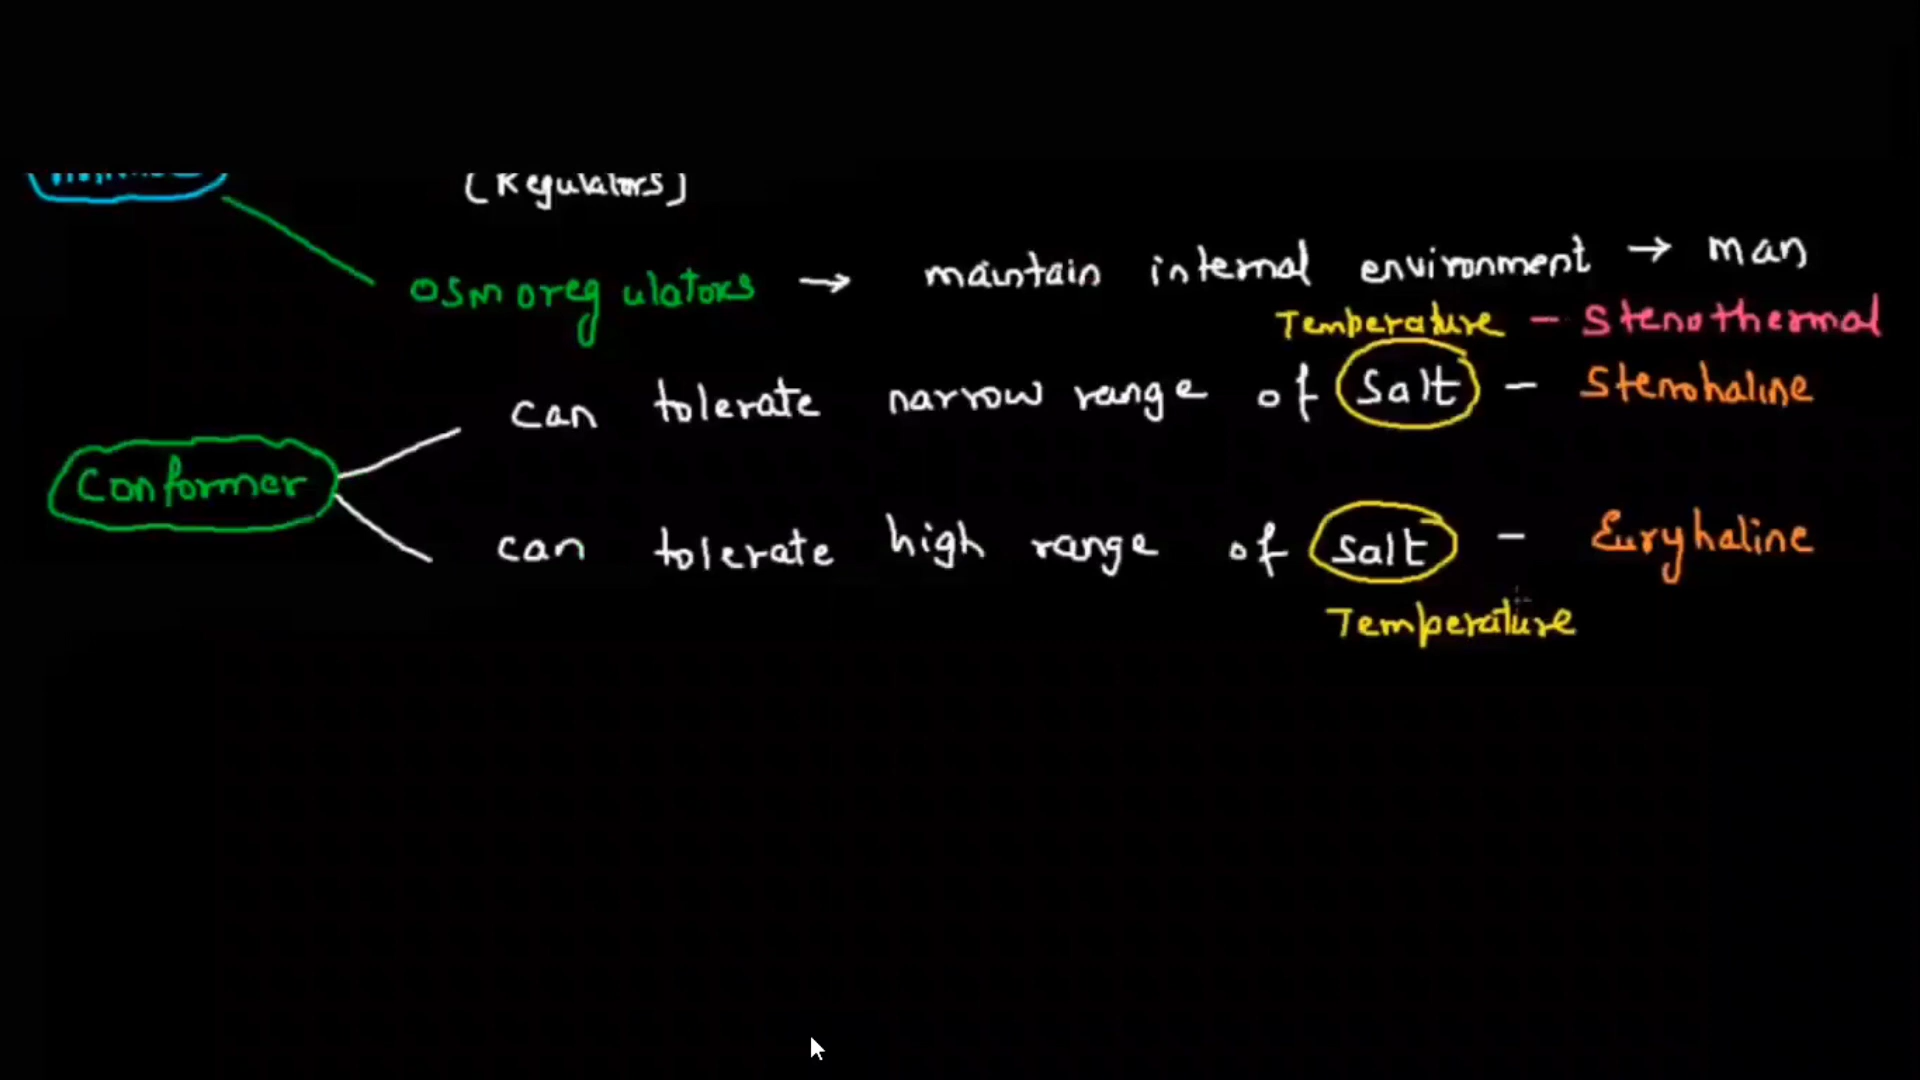 (Regulators)
Osmoregulators → maintain internal environment → man
Temperature - Stenothermal
can tolerate narrow range of Salt - Stenohaline
Conformer
can tolerate high range of Salt - Euryhaline
Temperature